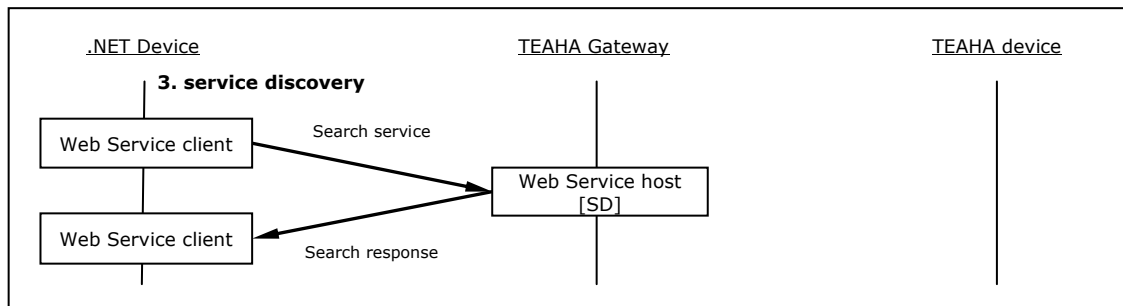 .NET Device
TEAHA Gateway
TEAHA device
3. service discovery
Web Service client
Search service
Web Service host
[SD]
Web Service client
Search response